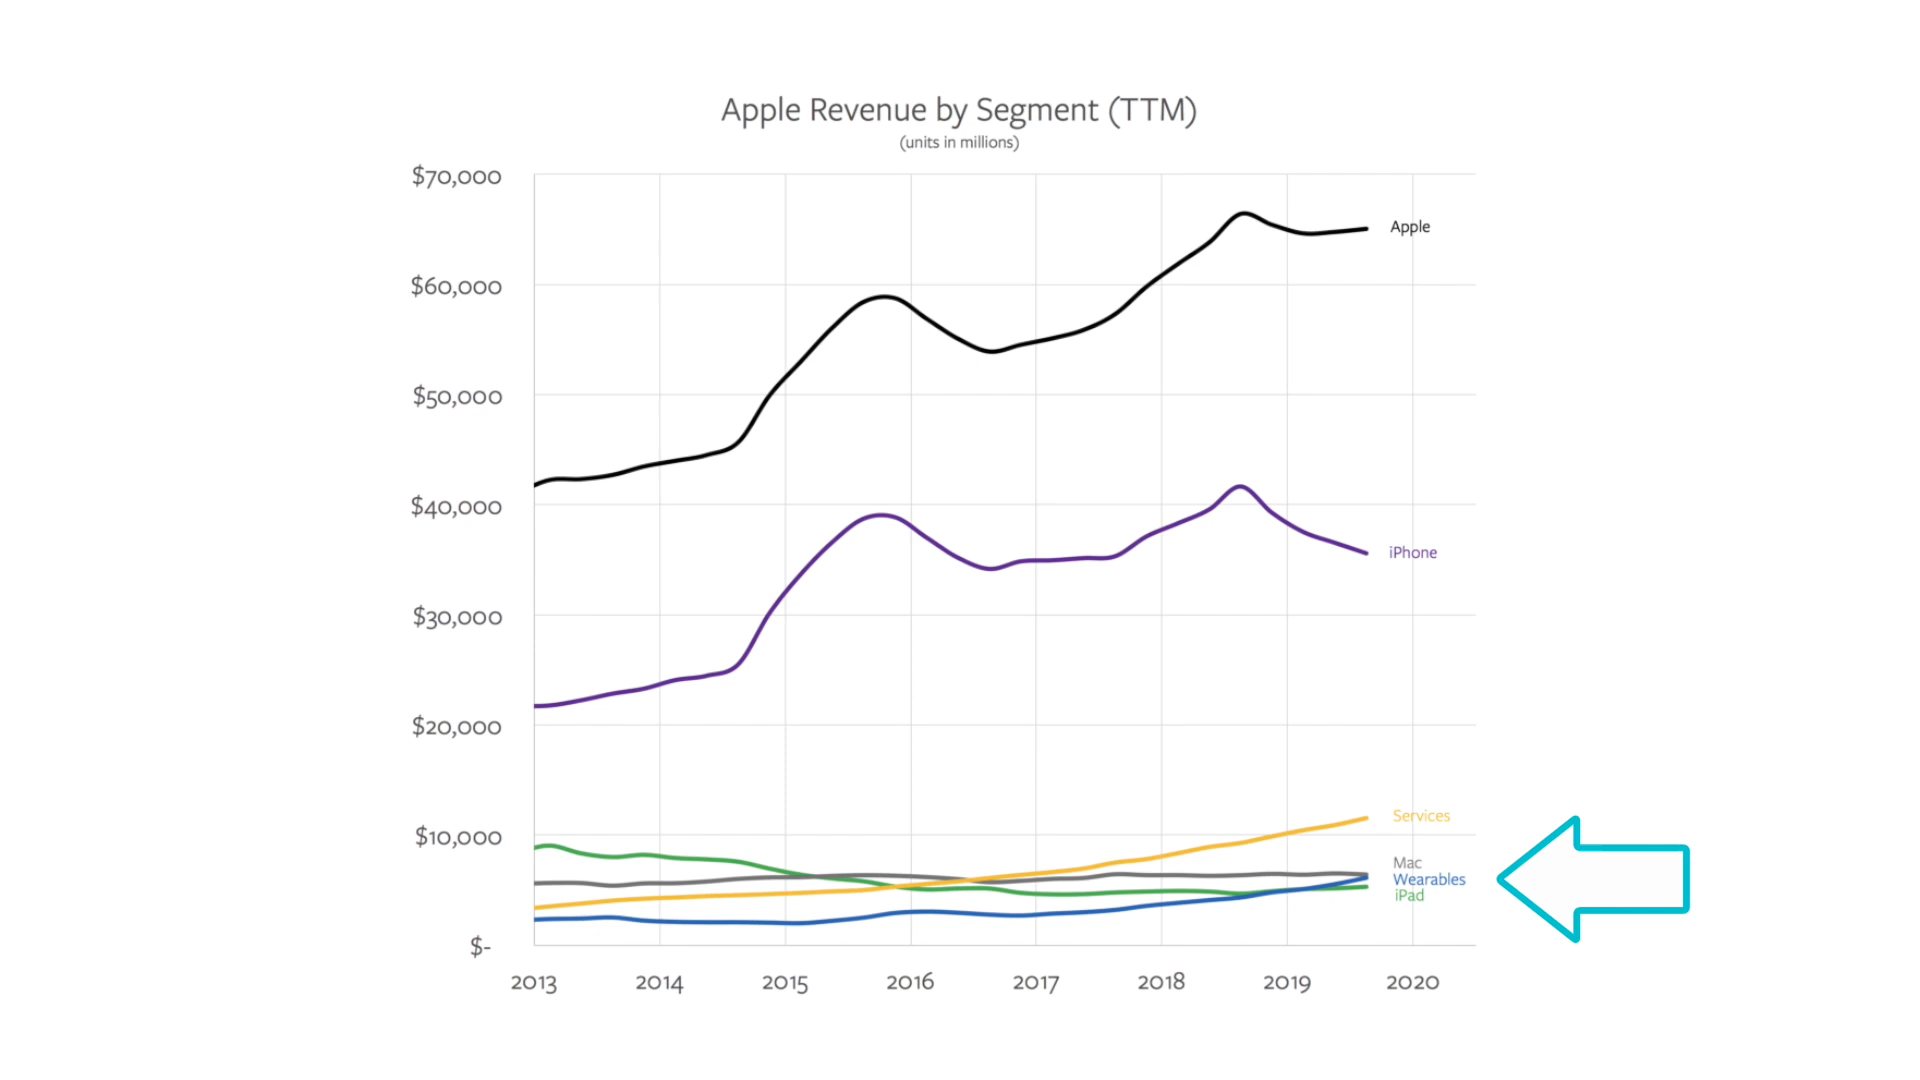 Apple Revenue by Segment (TTM)
(units in millions)
$70,000
$60,000
$50,000
$40,000
$30,000
$20,000
$10,000
$-
Apple
iPhone
Services
Mac
Wearables
iPad
2013 2014 2015 2016 2017 2018 2019 2020